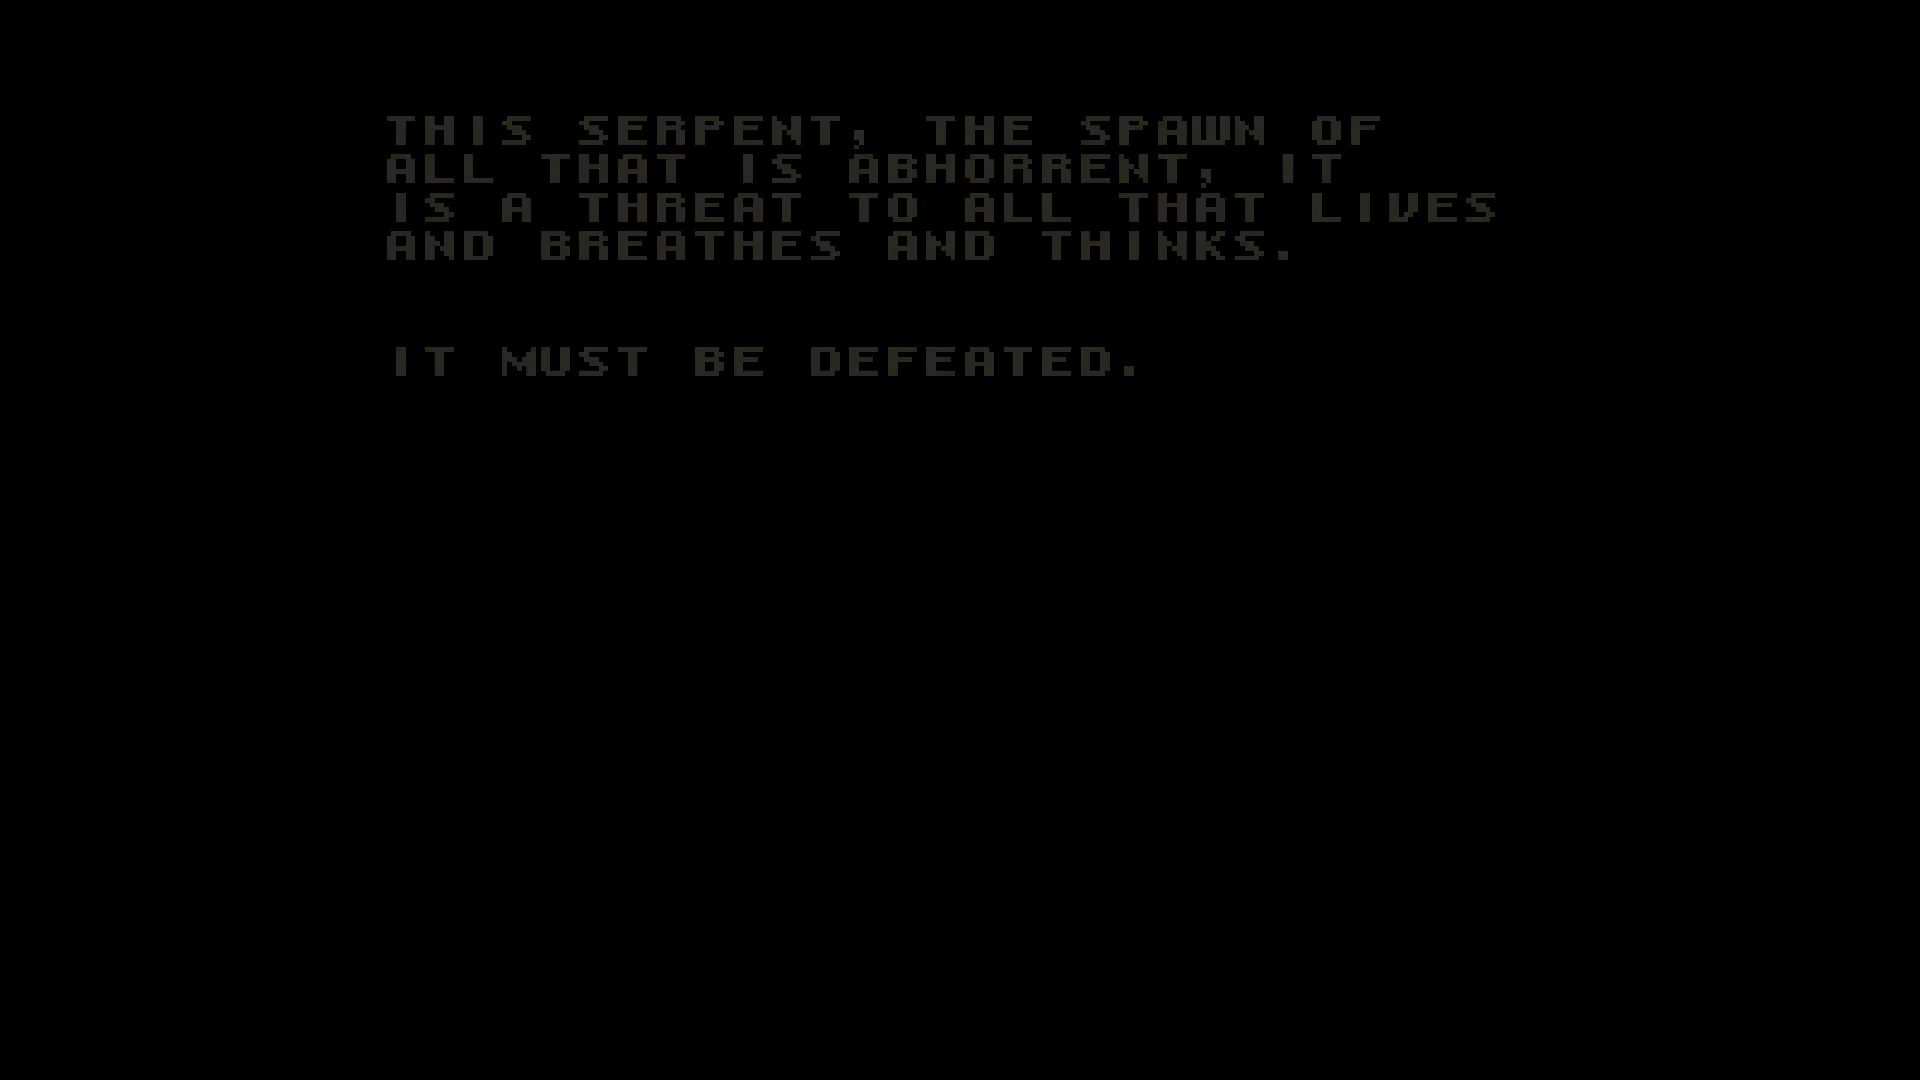 THIS SERPENT, THE SPAWN OF
ALL THAT IS ABHORRENT, IT
IS A THREAT TO ALL THAT LIVES
AND BREATHES AND THINKS.
IT MUST BE DEFEATED.